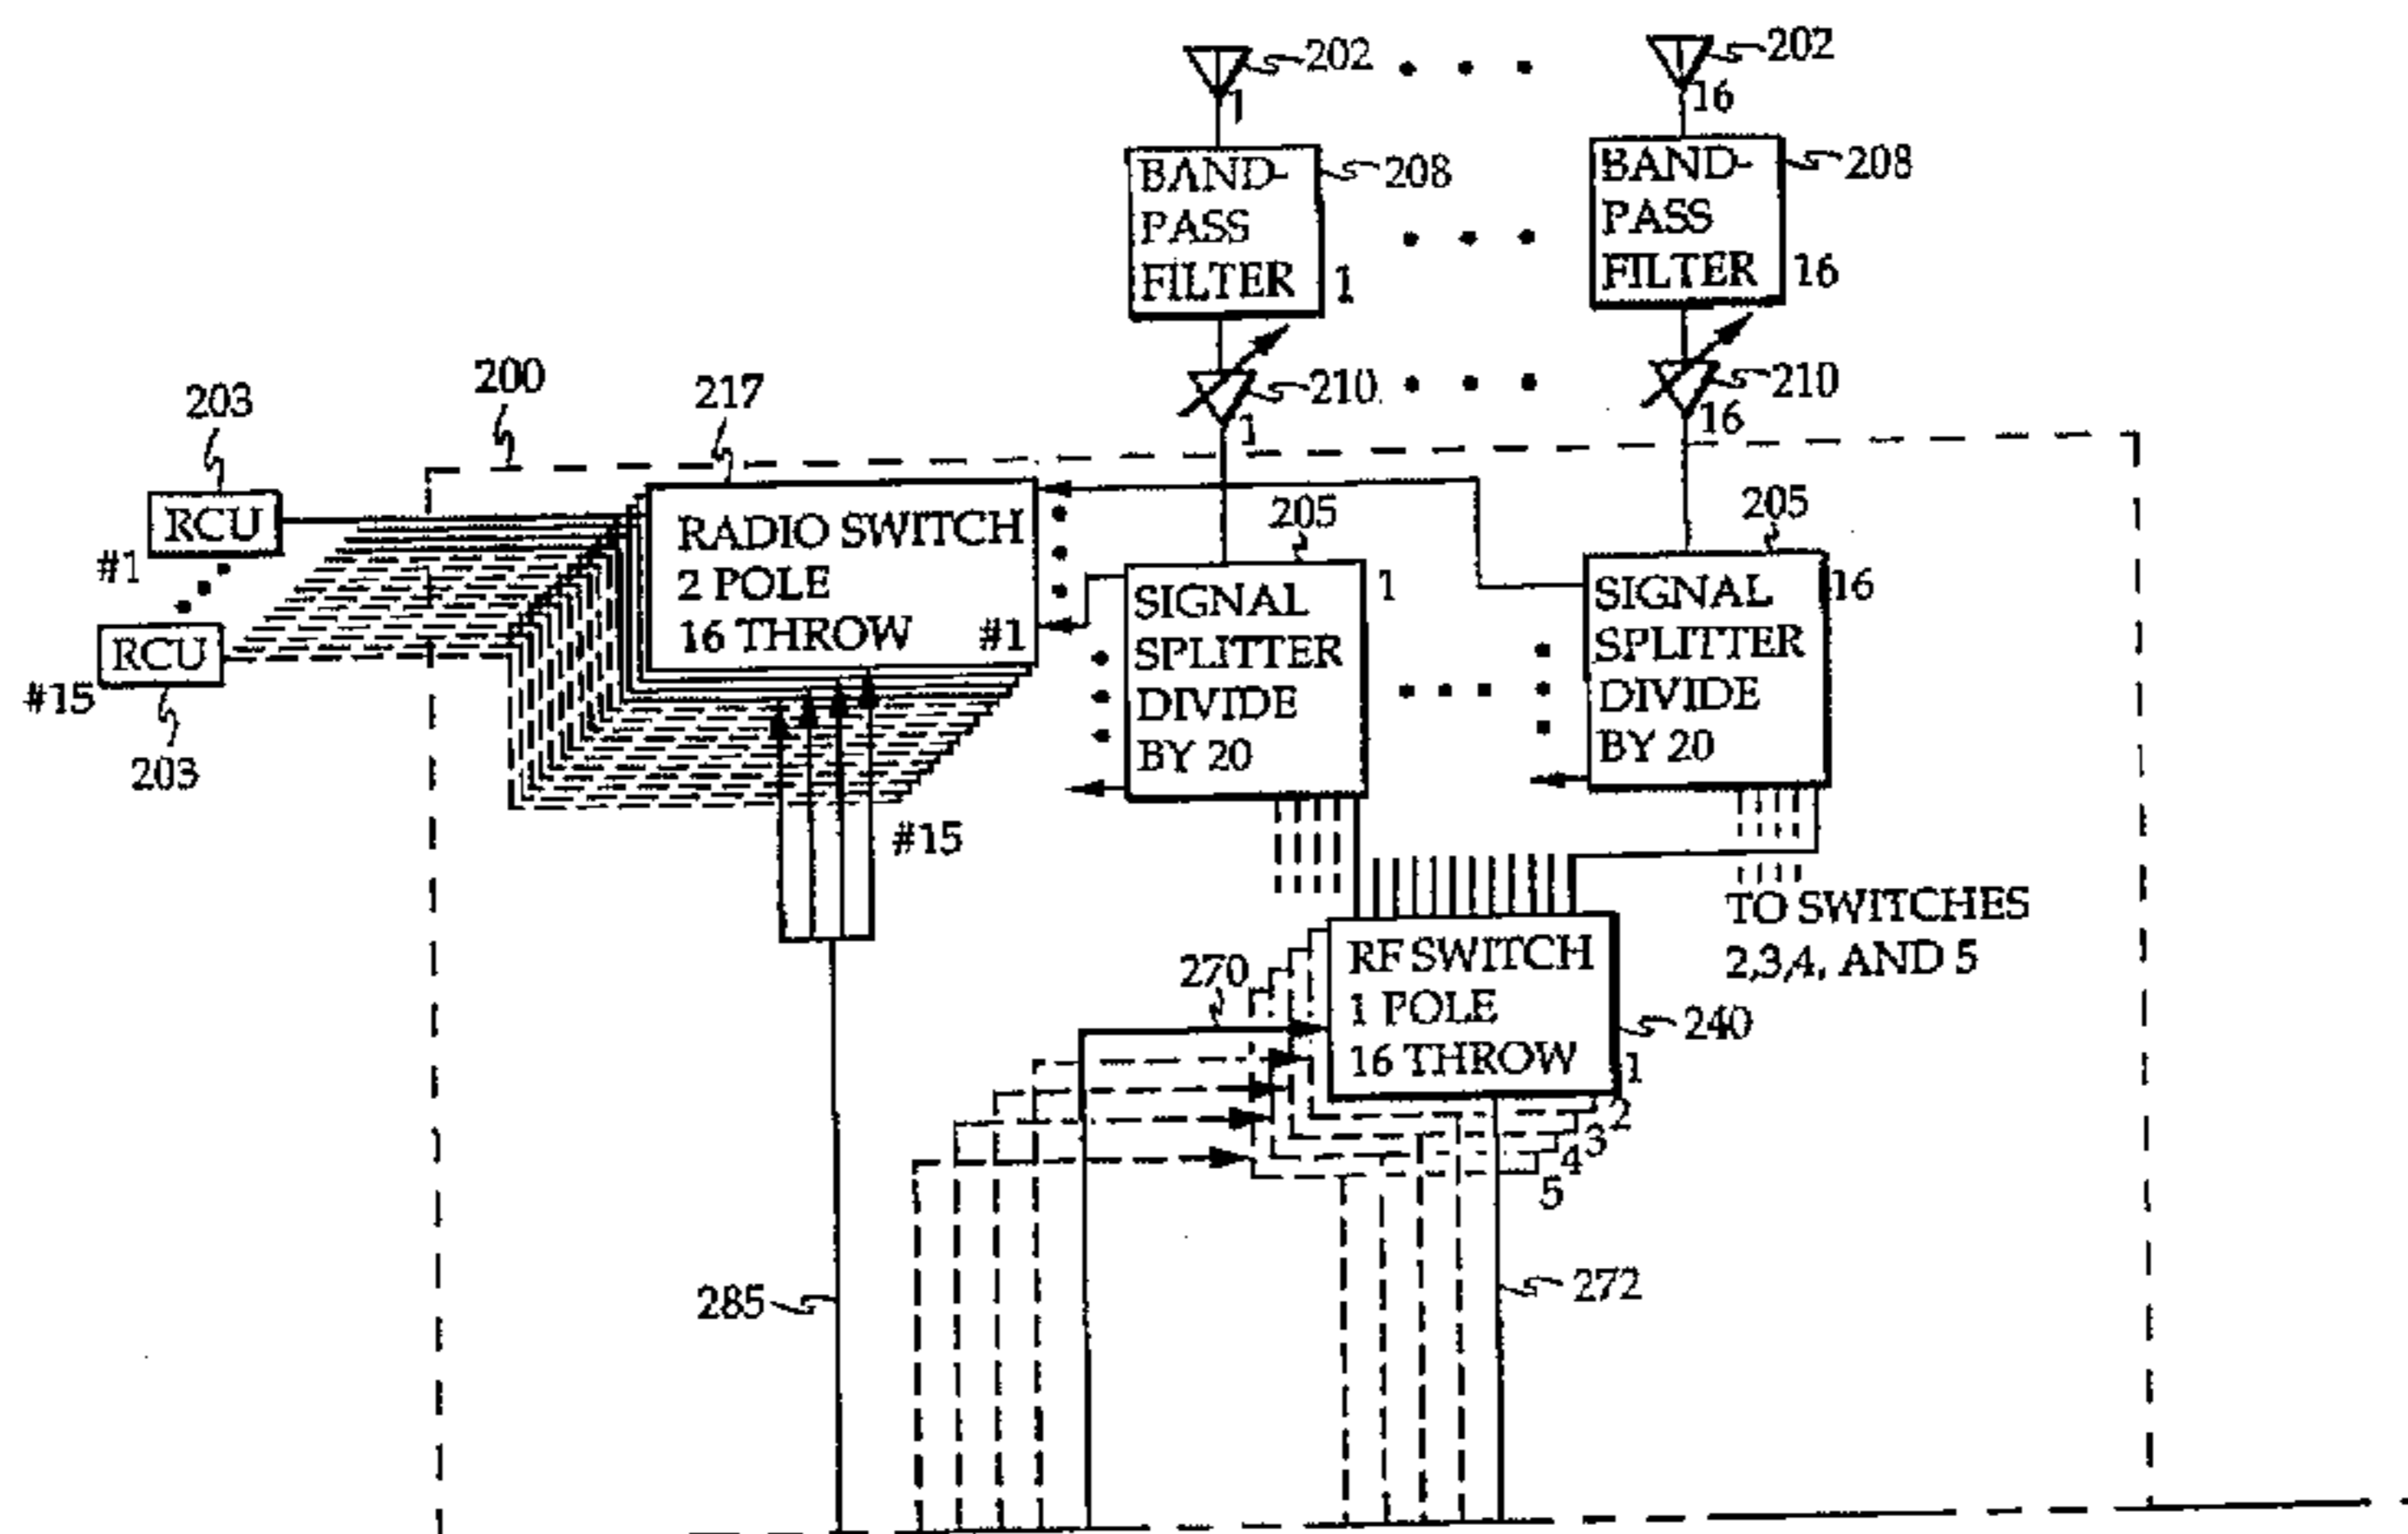 202
202
1
16
BAND-
PASS
FILTER
1
208
BAND-
PASS
FILTER
16
208
210
1
210
16
200
203
217
RCU
#1
RCU
#15
203
RADIO SWITCH
2 POLE
16 THROW
#1
#15
205
SIGNAL
SPLITTER
DIVIDE
BY 20
1
205
SIGNAL
SPLITTER
DIVIDE
BY 20
16
TO SWITCHES
2,3,4, AND 5
270
RF SWITCH
1 POLE
16 THROW
240
1
2
3
4
5
285
272